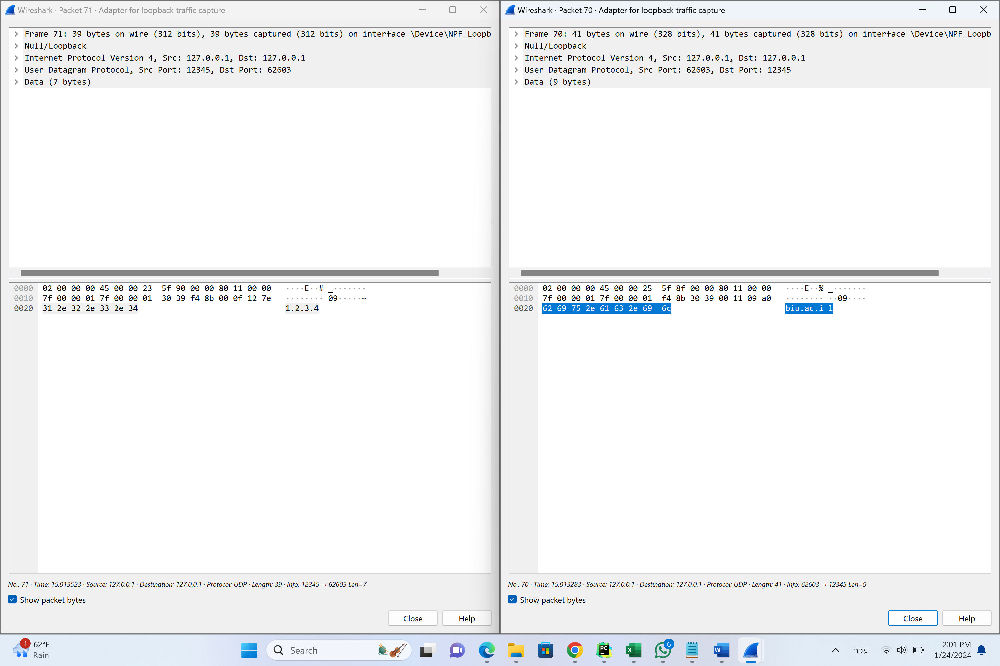 Wireshark · Packet 71 · Adapter for loopback traffic capture
Frame 71: 39 bytes on wire (312 bits), 39 bytes captured (312 bits) on interface \Device\NPF_Loopb
Null/Loopback
Internet Protocol Version 4, Src: 127.0.0.1, Dst: 127.0.0.1
User Datagram Protocol, Src Port: 12345, Dst Port: 62603
Data (7 bytes)
0000 02 00 00 00 45 00 00 23 5f 90 00 00 80 11 00 00 ····E··# _·······
0010 7f 00 00 01 7f 00 00 01 30 39 f4 8b 00 0f 12 7e ········ 09·····~
0020 31 2e 32 2e 33 2e 34 1.2.3.4
No.: 71 · Time: 15.913523 · Source: 127.0.0.1 · Destination: 127.0.0.1 · Protocol: UDP · Length: 39 · Info: 12345 → 62603 Len=7
Show packet bytes
Close Help
Wireshark · Packet 70 · Adapter for loopback traffic capture
Frame 70: 41 bytes on wire (328 bits), 41 bytes captured (328 bits) on interface \Device\NPF_Loopb
Null/Loopback
Internet Protocol Version 4, Src: 127.0.0.1, Dst: 127.0.0.1
User Datagram Protocol, Src Port: 62603, Dst Port: 12345
Data (9 bytes)
0000 02 00 00 00 45 00 00 25 5f 8f 00 00 80 11 00 00 ····E··% _·······
0010 7f 00 00 01 7f 00 00 01 f4 8b 30 39 00 11 09 a0 ········ ··09····
0020 62 69 75 2e 61 63 2e 69 6c biu.ac.i l
No.: 70 · Time: 15.913283 · Source: 127.0.0.1 · Destination: 127.0.0.1 · Protocol: UDP · Length: 41 · Info: 62603 → 12345 Len=9
Show packet bytes
Close Help
1 62°F
Rain
Search
PC
X
6
W
עבר
2:01 PM
1/24/2024